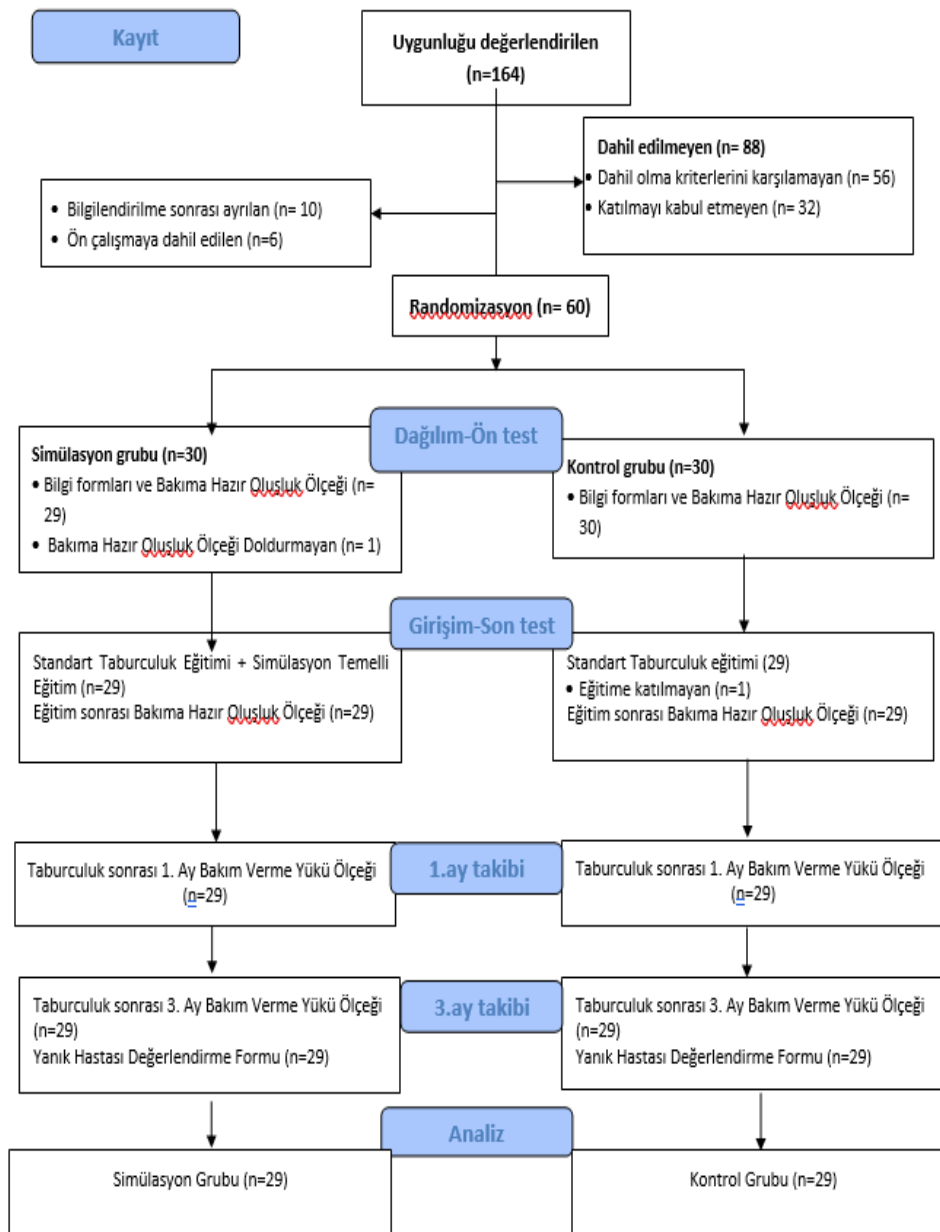 Kayıt
Uygunluğu değerlendirilen
(n=164)
Dahil edilmeyen (n= 88)
• Dahil olma kriterlerini karşılamayan (n= 56)
• Katılmayı kabul etmeyen (n= 32)
• Bilgilendirilme sonrası ayrılan (n= 10)
• Ön çalışmaya dahil edilen (n=6)
Randomizasyon (n= 60)
Dağılım-Ön test
Simülasyon grubu (n=30)
• Bilgi formları ve Bakıma Hazır Oluşluk Ölçeği (n=
29)
• Bakıma Hazır Oluşluk Ölçeği Doldurmayan (n= 1)
Kontrol grubu (n=30)
• Bilgi formları ve Bakıma Hazır Oluşluk Ölçeği (n=
30)
Girişim-Son test
Standart Taburculuk Eğitimi + Simülasyon Temelli
Eğitim (n=29)
Eğitim sonrası Bakıma Hazır Oluşluk Ölçeği (n=29)
Standart Taburculuk eğitimi (29)
• Eğitime katılmayan (n=1)
Eğitim sonrası Bakıma Hazır Oluşluk Ölçeği (n=29)
1.ay takibi
Taburculuk sonrası 1. Ay Bakım Verme Yükü Ölçeği
(n=29)
Taburculuk sonrası 1. Ay Bakım Verme Yükü Ölçeği
(n=29)
3.ay takibi
Taburculuk sonrası 3. Ay Bakım Verme Yükü Ölçeği
(n=29)
Yanık Hastası Değerlendirme Formu (n=29)
Taburculuk sonrası 3. Ay Bakım Verme Yükü Ölçeği
(n=29)
Yanık Hastası Değerlendirme Formu (n=29)
Analiz
Simülasyon Grubu (n=29)
Kontrol Grubu (n=29)